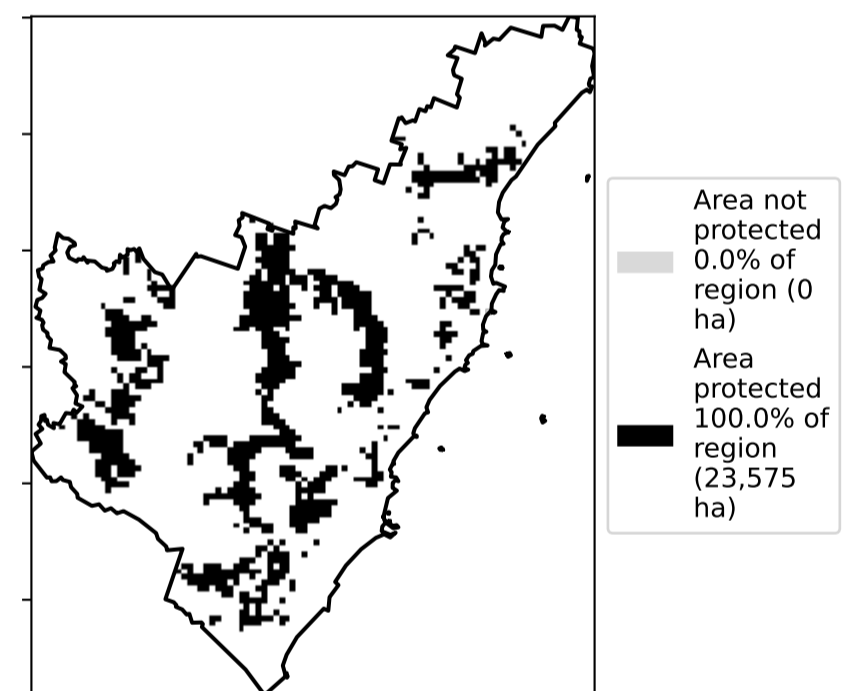 Area not
protected
0.0% of
region (0
ha)
Area
protected
100.0% of
region
(23,575
ha)